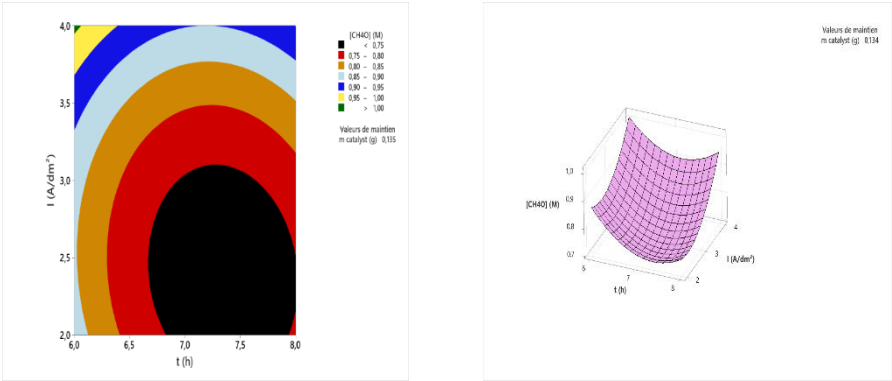 [CH4O] (M)
< 0,75
0,75 – 0,80
0,80 – 0,85
0,85 – 0,90
0,90 – 0,95
0,95 – 1,00
> 1,00
Valeurs de maintien
m catalyst (g) 0,135
4,0
3,5
3,0
2,5
2,0
I (A/dm²)
6,0 6,5 7,0 7,5 8,0
t (h)
Valeurs de maintien
m catalyst (g) 0,134
1,0
0,9
0,8
0,7
[CH4O] (M)
6 7 8
t (h)
2 3 4
I (A/dm²)